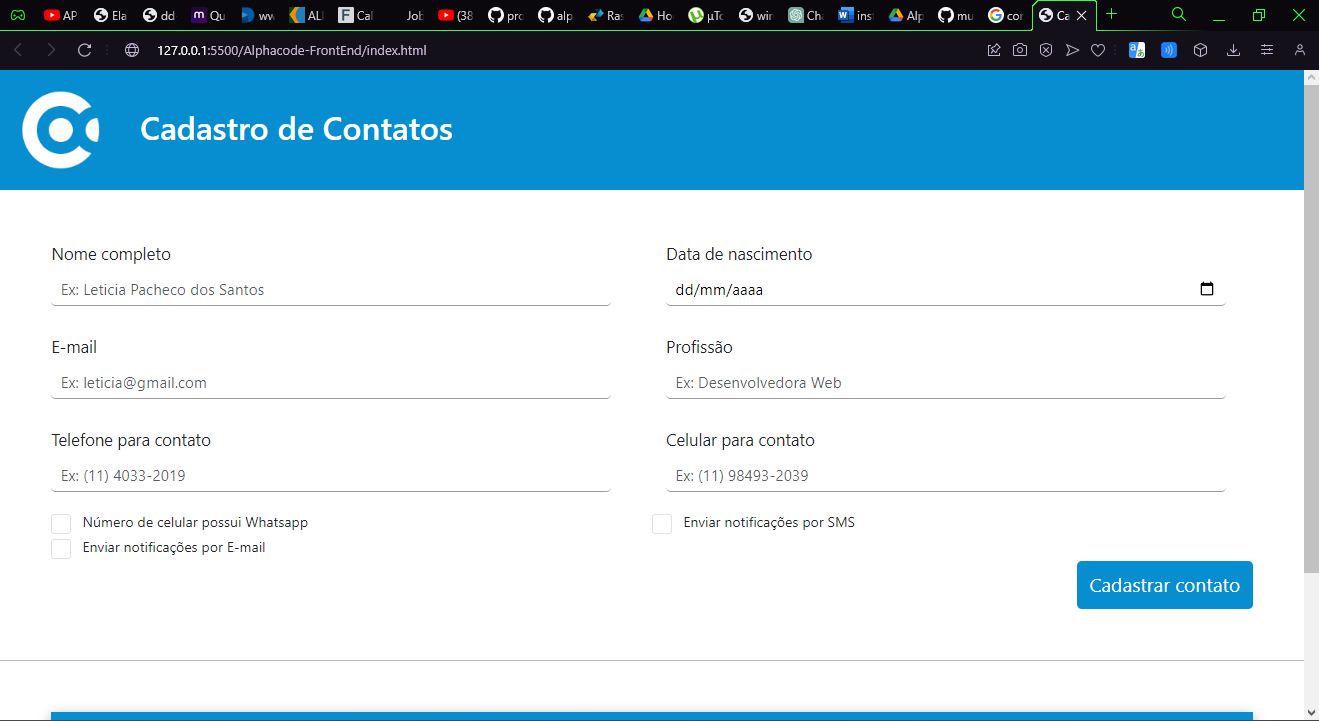 AP Ela dd Qu ww ALI Cal Job (38 pro alp Ras Ho μTo wir Cha inst Alp mu cor Ca
127.0.0.1:5500/Alphacode-FrontEnd/index.html
Cadastro de Contatos
Nome completo
Data de nascimento
Ex: Leticia Pacheco dos Santos
dd/mm/aaaa
E-mail
Profissão
Ex: leticia@gmail.com
Ex: Desenvolvedora Web
Telefone para contato
Celular para contato
Ex: (11) 4033-2019
Ex: (11) 98493-2039
Número de celular possui Whatsapp
Enviar notificações por SMS
Enviar notificações por E-mail
Cadastrar contato